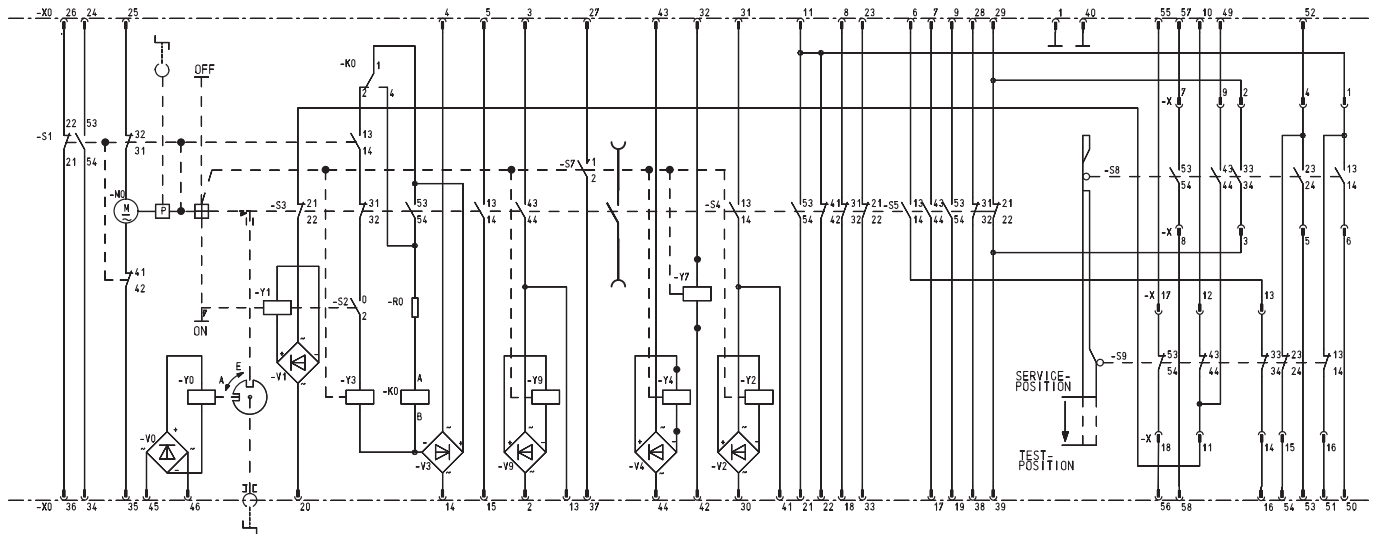 -X0 26 24 25 4 5 3 27 43 32 31 11 8 23 6 7 9 28 29 1 40 55 57 10 49 52
OFF
-K0 1
2 4
-X 7 9 2 4 1
-S1 22 53 32 13
21 54 31 14
-S7 1
2
-S8 53 43 33 23 13
54 44 34 24 14
-M0
M
P
-S3 21 31 53 13 43 -S4 13 53 41 31 21 -S5 13 43 53 31 21
22 32 54 14 44 14 54 42 32 22 14 44 54 32 22
-X 8 3 5 6
41
42
-Y1 -S2 0
2
-R0 -Y7
-X 17 12 13
ON
-V1
-S9 53 43 33 23 13
54 44 34 24 14
E
A
-Y0 -Y3 -K0 A
B
-Y9 -Y4 -Y2
SERVICE-
POSITION
-V0 -V3 -V9 -V4 -V2
-X 18 11 14 15 16
TEST-
POSITION
-X0 36 34 35 45 46 20 14 15 2 13 37 44 42 30 41 21 22 18 33 17 19 38 39 56 58 16 54 53 51 50